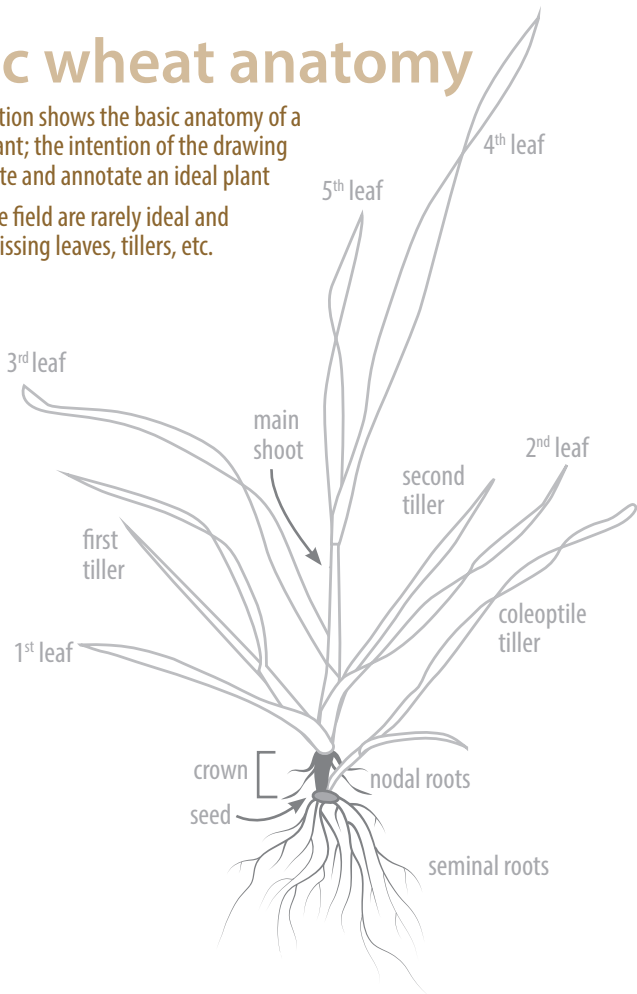 c wheat anatomy
tion shows the basic anatomy of a
ant; the intention of the drawing
te and annotate an ideal plant
e field are rarely ideal and
issing leaves, tillers, etc.
4th leaf
5th leaf
3rd leaf
main
shoot
2nd leaf
second
tiller
first
tiller
coleoptile
tiller
1st leaf
crown
nodal roots
seed
seminal roots